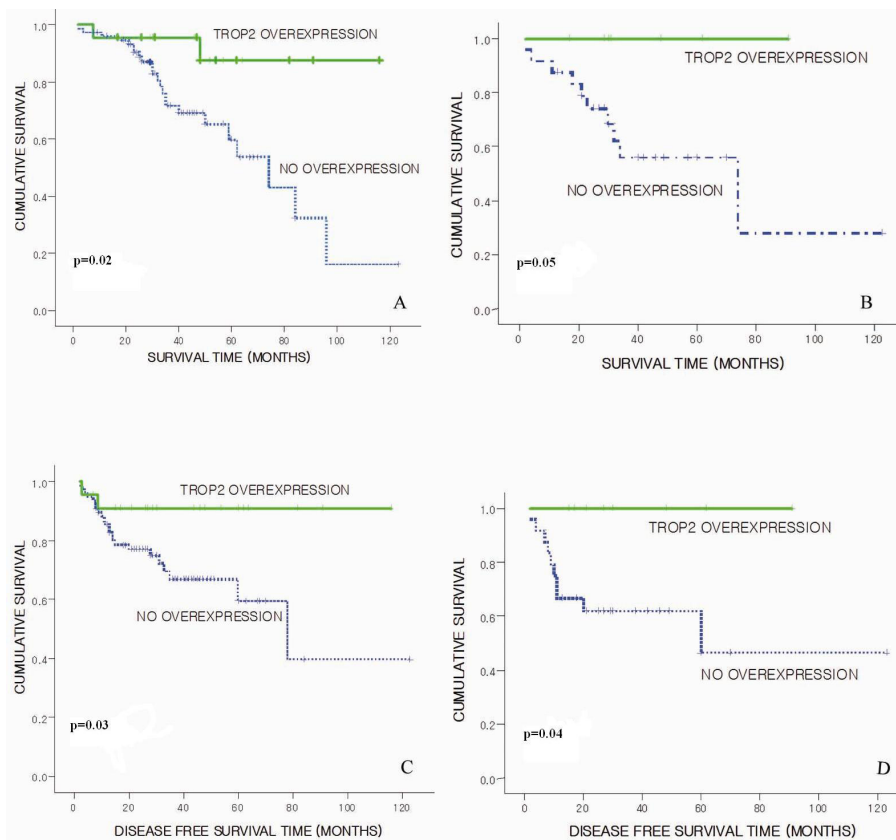 TROP2 OVEREXPRESSION
NO OVEREXPRESSION
CUMULATIVE SURVIVAL
1.0
0.8
0.6
0.4
0.2
0.0
p=0.02
A
0 20 40 60 80 100 120
SURVIVAL TIME (MONTHS)
TROP2 OVEREXPRESSION
NO OVEREXPRESSION
CUMULATIVE SURVIVAL
1.0
0.8
0.6
0.4
0.2
0.0
p=0.05
B
0 20 40 60 80 100 120
SURVIVAL TIME (MONTHS)
TROP2 OVEREXPRESSION
NO OVEREXPRESSION
CUMULATIVE SURVIVAL
1.0
0.8
0.6
0.4
0.2
0.0
p=0.03
C
0 20 40 60 80 100 120
DISEASE FREE SURVIVAL TIME (MONTHS)
TROP2 OVEREXPRESSION
NO OVEREXPRESSION
CUMULATIVE SURVIVAL
1.0
0.8
0.6
0.4
0.2
0.0
p=0.04
D
0 20 40 60 80 100 120
DISEASE FREE SURVIVAL TIME (MONTHS)